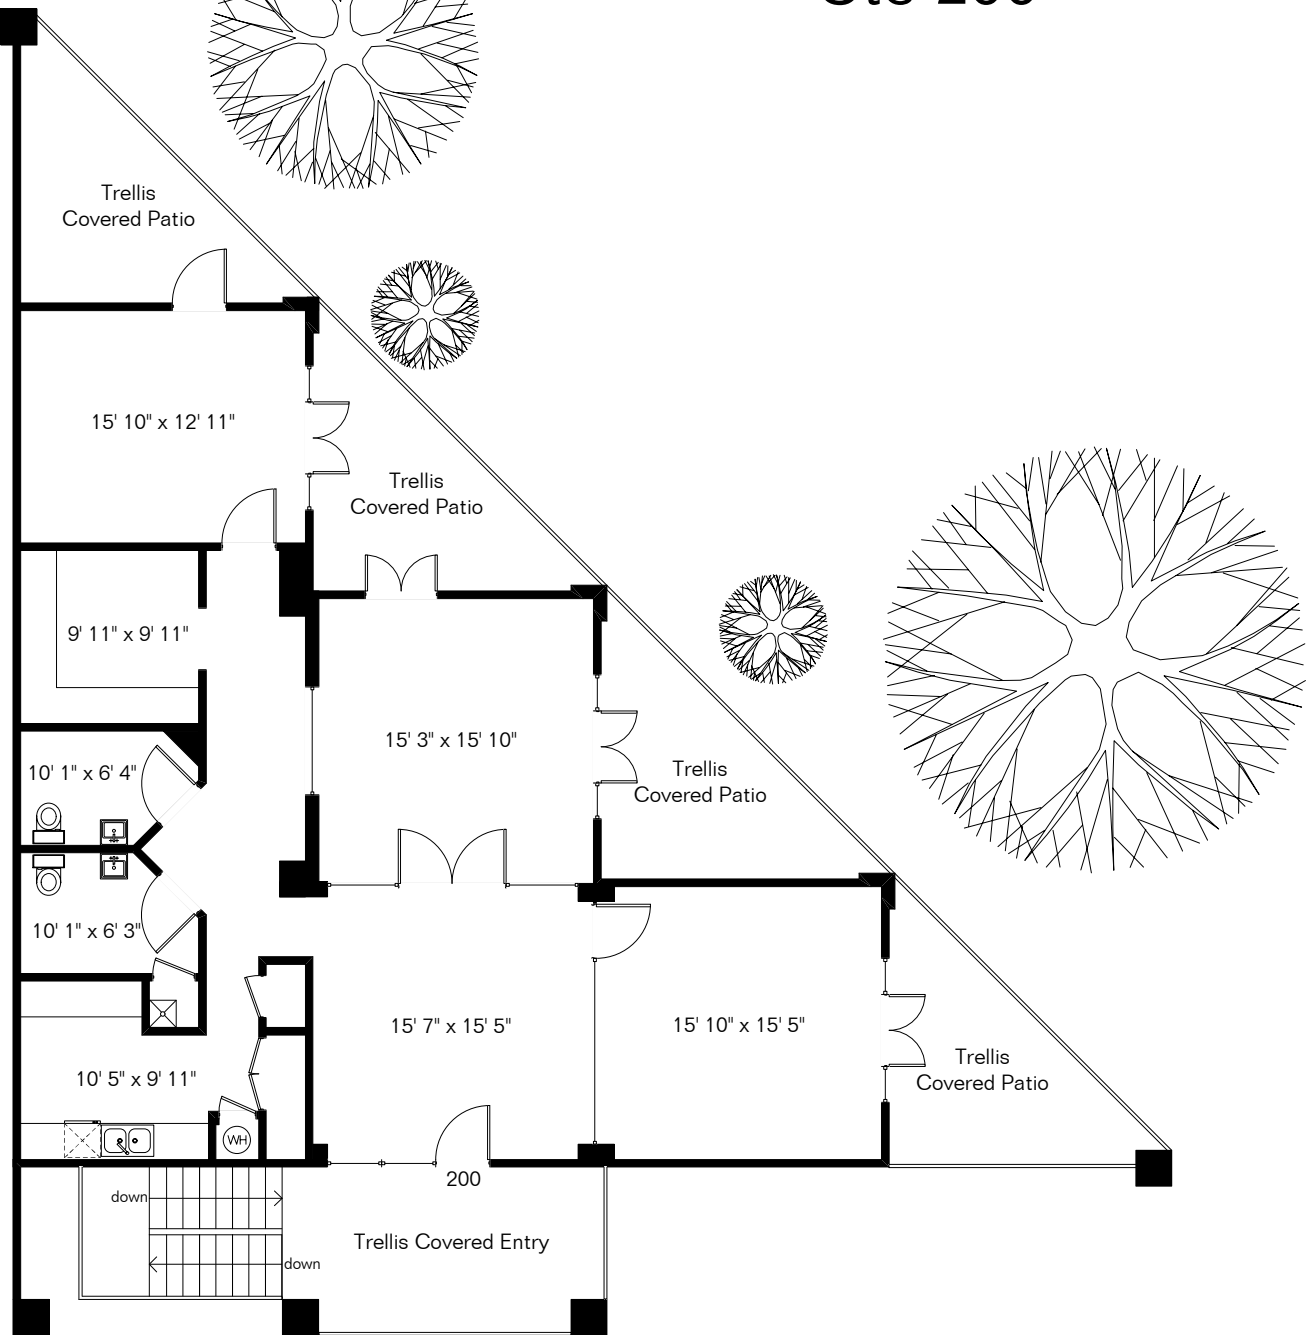 Trellis
Covered Patio
15' 10" x 12' 11"
Trellis
Covered Patio
9' 11" x 9' 11"
15' 3" x 15' 10"
10' 1" x 6' 4"
Trellis
Covered Patio
10' 1" x 6' 3"
15' 7" x 15' 5"
15' 10" x 15' 5"
Trellis
Covered Patio
10' 5" x 9' 11"
WH
200
down
Trellis Covered Entry
down